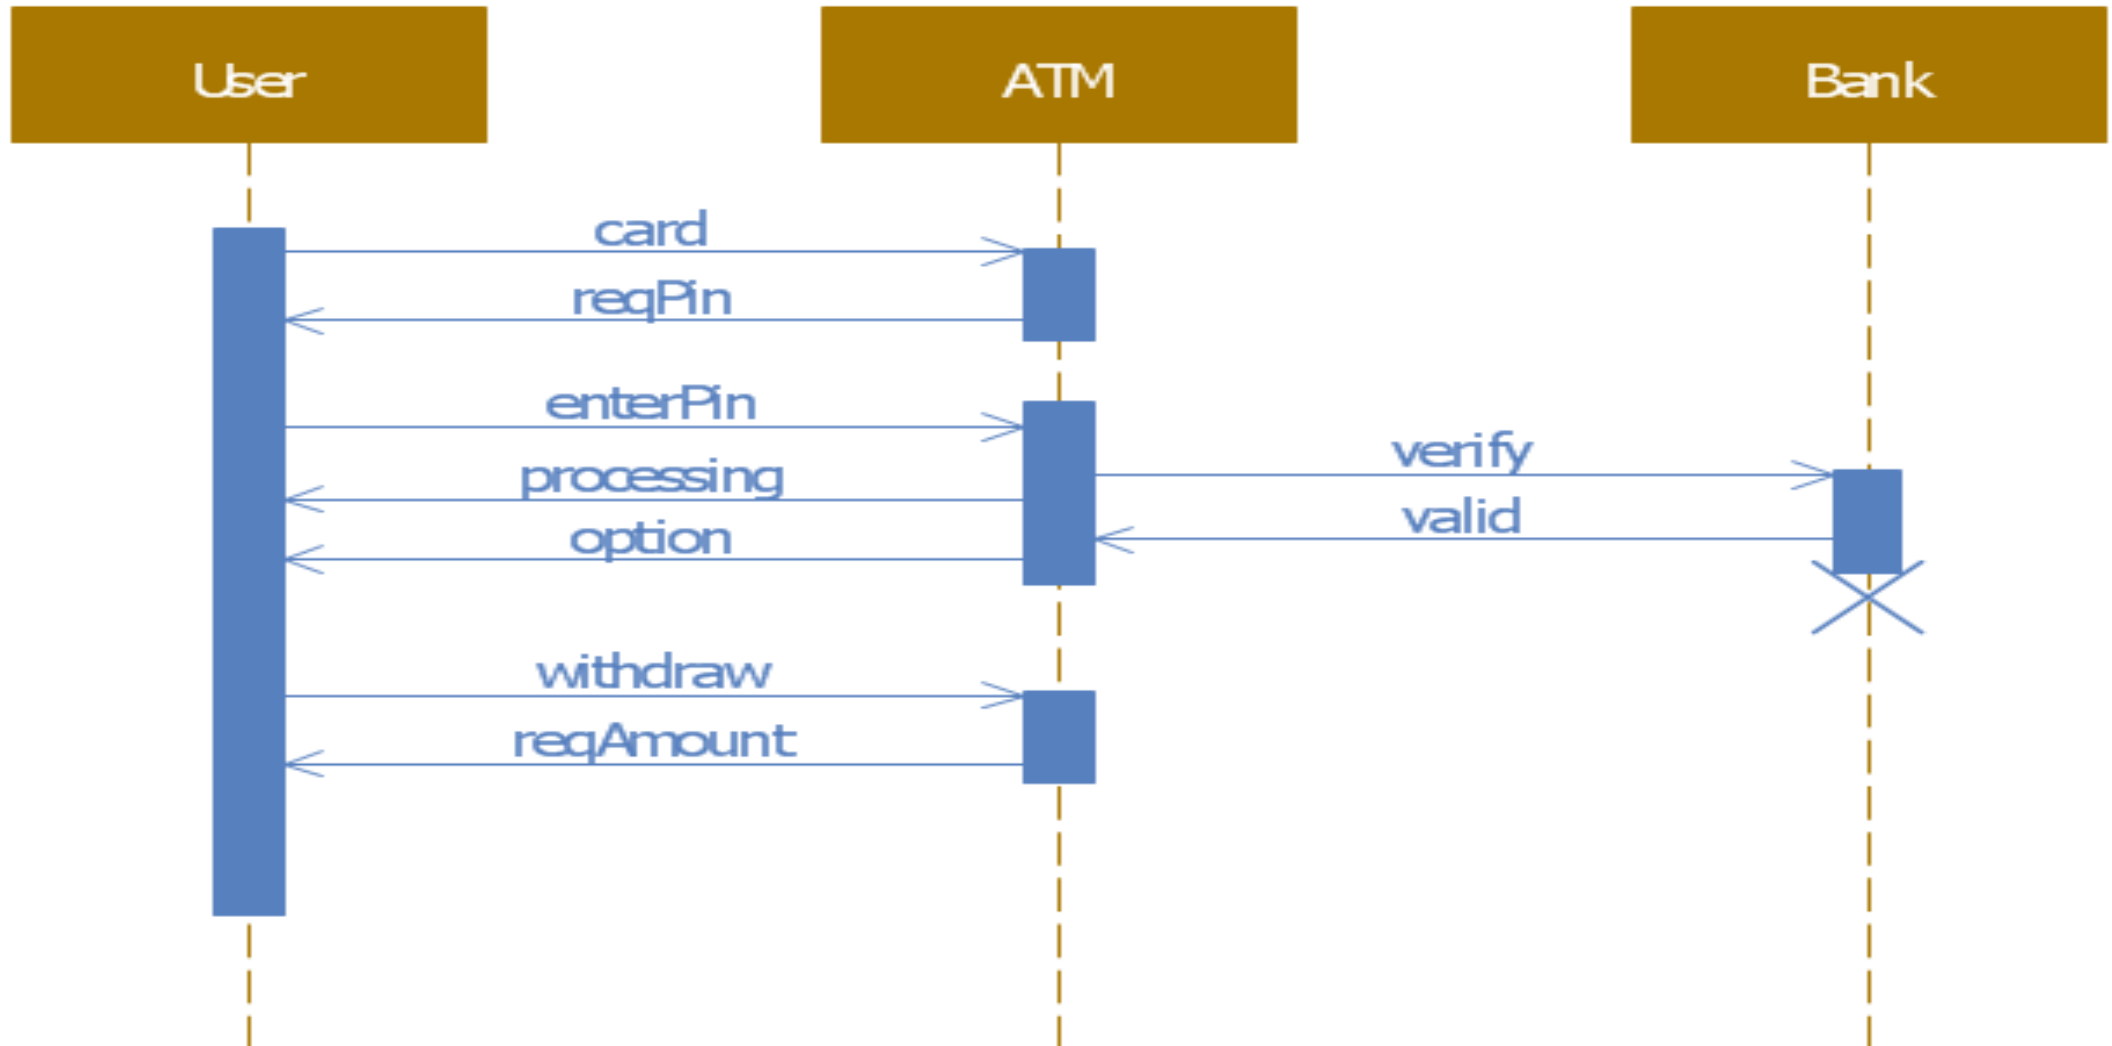 User
ATM
Bank
card
reqPin
enterPin
verify
processing
valid
option
withdraw
reqAmount